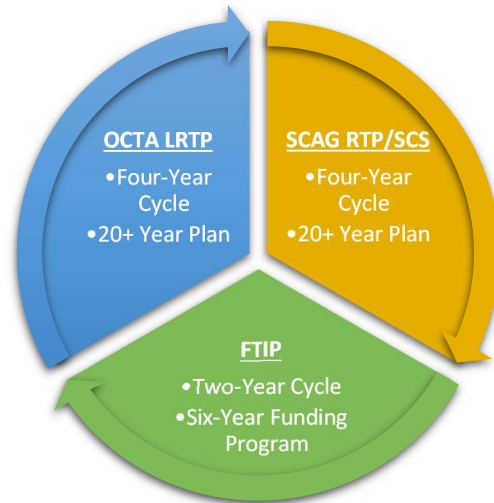 OCTA LRTP
•Four-Year
Cycle
•20+ Year Plan
SCAG RTP/SCS
•Four-Year
Cycle
•20+ Year Plan
FTIP
•Two-Year Cycle
•Six-Year Funding
Program